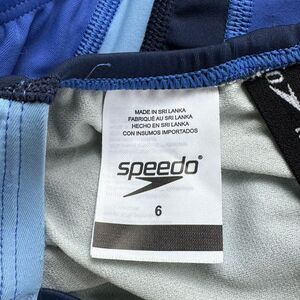 MADE IN SRI LANKA
FABRIQUÉ AU SRI LANKA
HECHO EN SRI LANKA
CON INSUMOS IMPORTADOS
speedo®
6